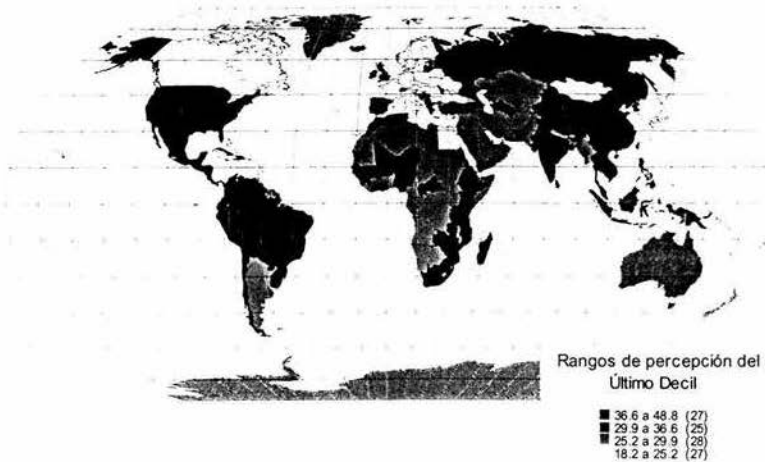 Rangos de percepción del
Último Decil
36.6 a 48.8 (27)
29.9 a 36.6 (25)
25.2 a 29.9 (28)
18.2 a 25.2 (27)